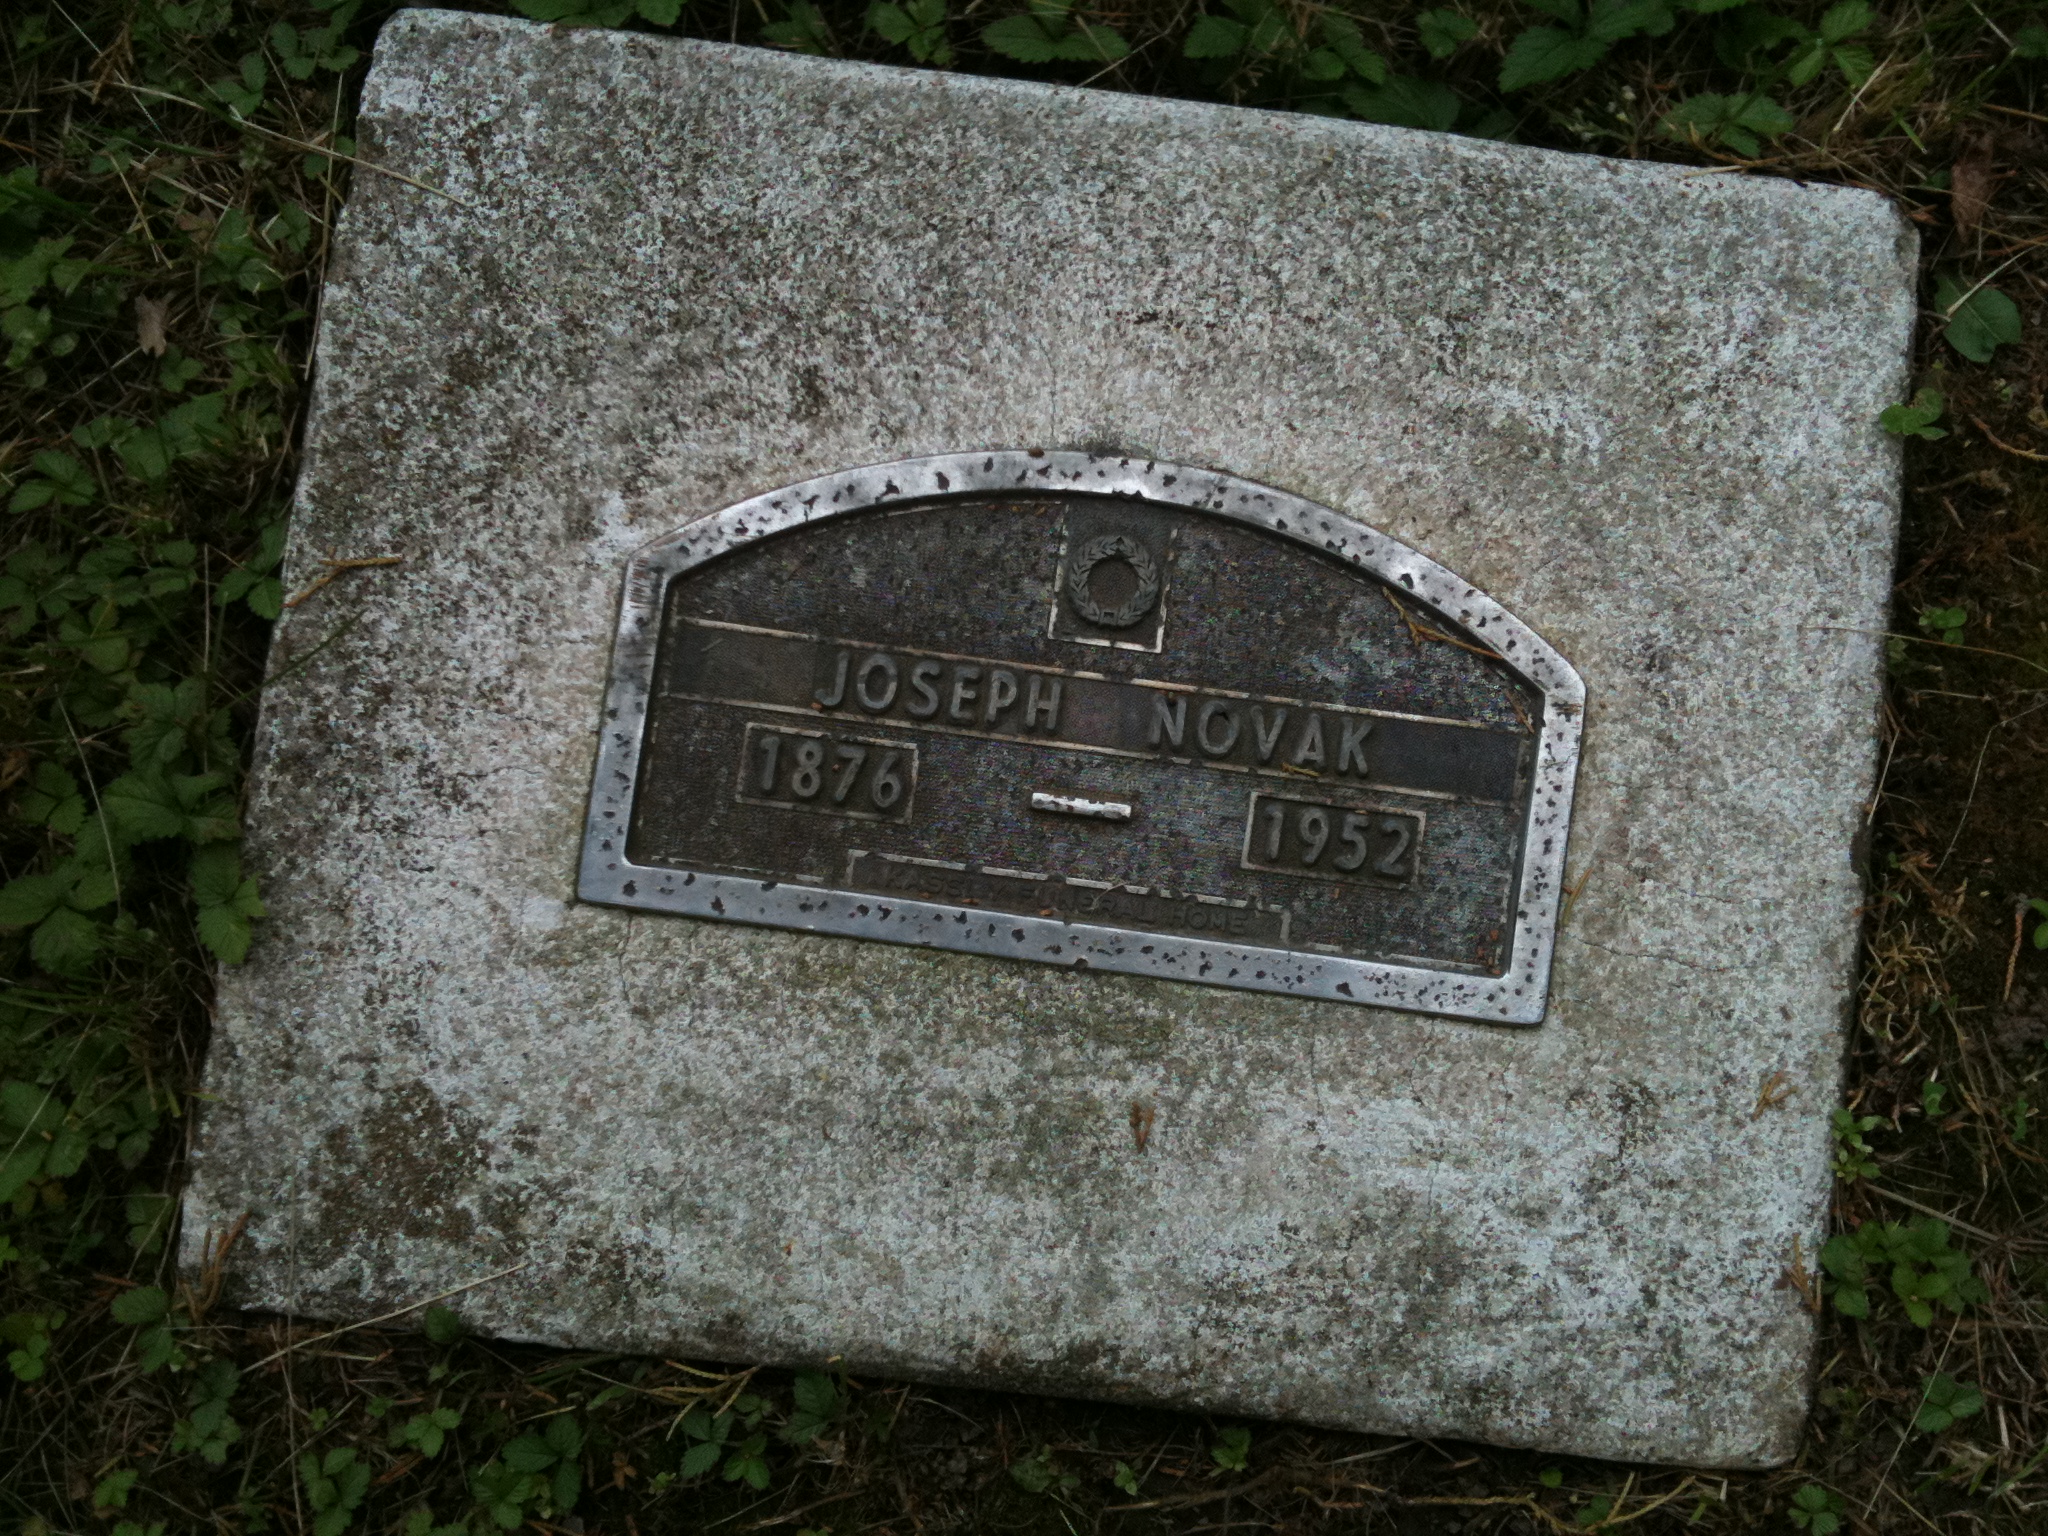 JOSEPH NOVAK
1876 — 1952
FUNERAL HOME